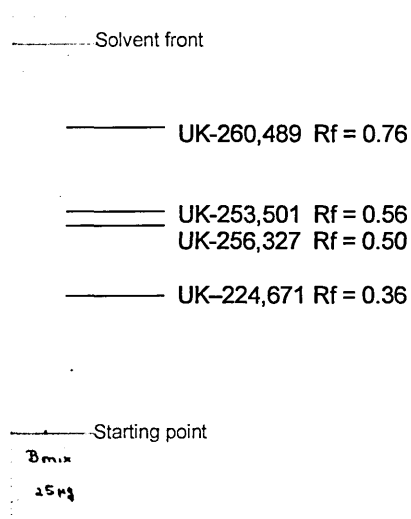 Solvent front
UK-260,489 Rf = 0.76
UK-253,501 Rf = 0.56
UK-256,327 Rf = 0.50
UK–224,671 Rf = 0.36
Starting point
Bmix
25 µg